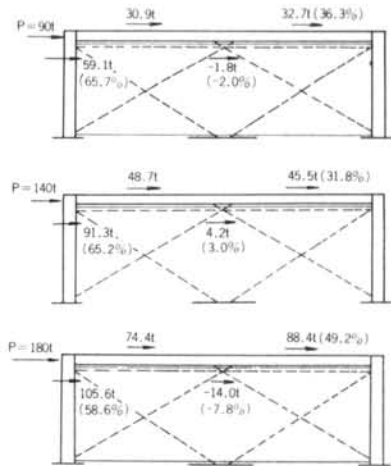 30.9t 32.7t(36.3%)
P=90t
59.1t -1.8t
(65.7%) (-2.0%)
48.7t 45.5t(31.8%)
P=140t
91.3t 4.2t
(65.2%) (3.0%)
74.4t 88.4t(49.2%)
P=180t
105.6t -14.0t
(58.6%) (-7.8%)